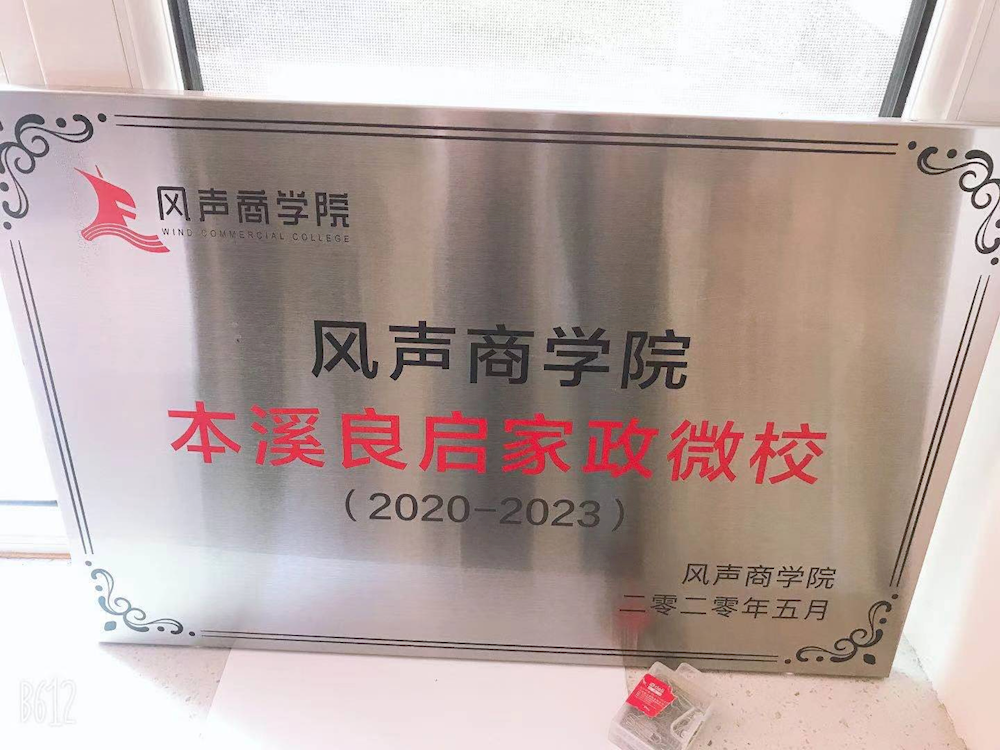 风声商学院
WIND COMMERCIAL COLLEGE
风声商学院
本溪良启家政微校
（2020-2023）
风声商学院
二零二零年五月
B612